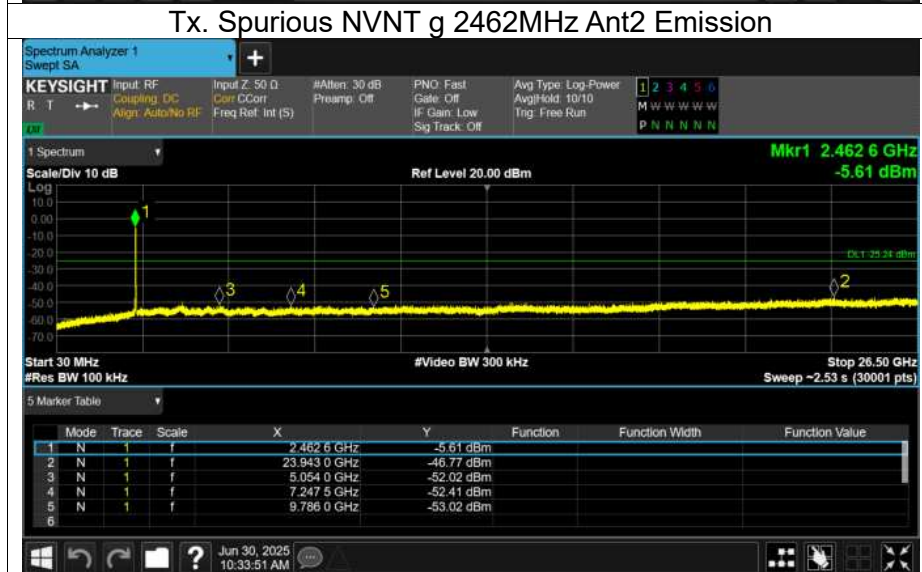 Tx. Spurious NVNT g 2462MHz Ant2 Emission
Spectrum Analyzer 1
Swept SA
+
KEYSIGHT Input: RF Input Z: 50 Ω #Atten: 30 dB PNO: Fast Avg Type: Log-Power 1 2 3 4 5 6
R T Coupling: DC Corr CCorr Preamp: Off Gate: Off Avg|Hold: 10/10 M W W W W W
Align: Auto/No RF Freq Ref: Int (S) IF Gain: Low Trig: Free Run
Sig Track: Off P N N N N N
1 Spectrum Mkr1 2.462 6 GHz
Scale/Div 10 dB Ref Level 20.00 dBm -5.61 dBm
Log
10.0
0.00
-10.0
-20.0
DL1 -25.24 dBm
-30.0
-40.0
-50.0
-60.0
-70.0
1
2
3
4
5
Start 30 MHz #Video BW 300 kHz Stop 26.50 GHz
#Res BW 100 kHz Sweep ~2.53 s (30001 pts)
5 Marker Table
Mode Trace Scale X Y Function Function Width Function Value
1 N 1 f 2.462 6 GHz -5.61 dBm
2 N 1 f 23.943 0 GHz -46.77 dBm
3 N 1 f 5.054 0 GHz -52.02 dBm
4 N 1 f 7.247 5 GHz -52.41 dBm
5 N 1 f 9.786 0 GHz -53.02 dBm
6
? Jun 30, 2025
10:33:51 AM